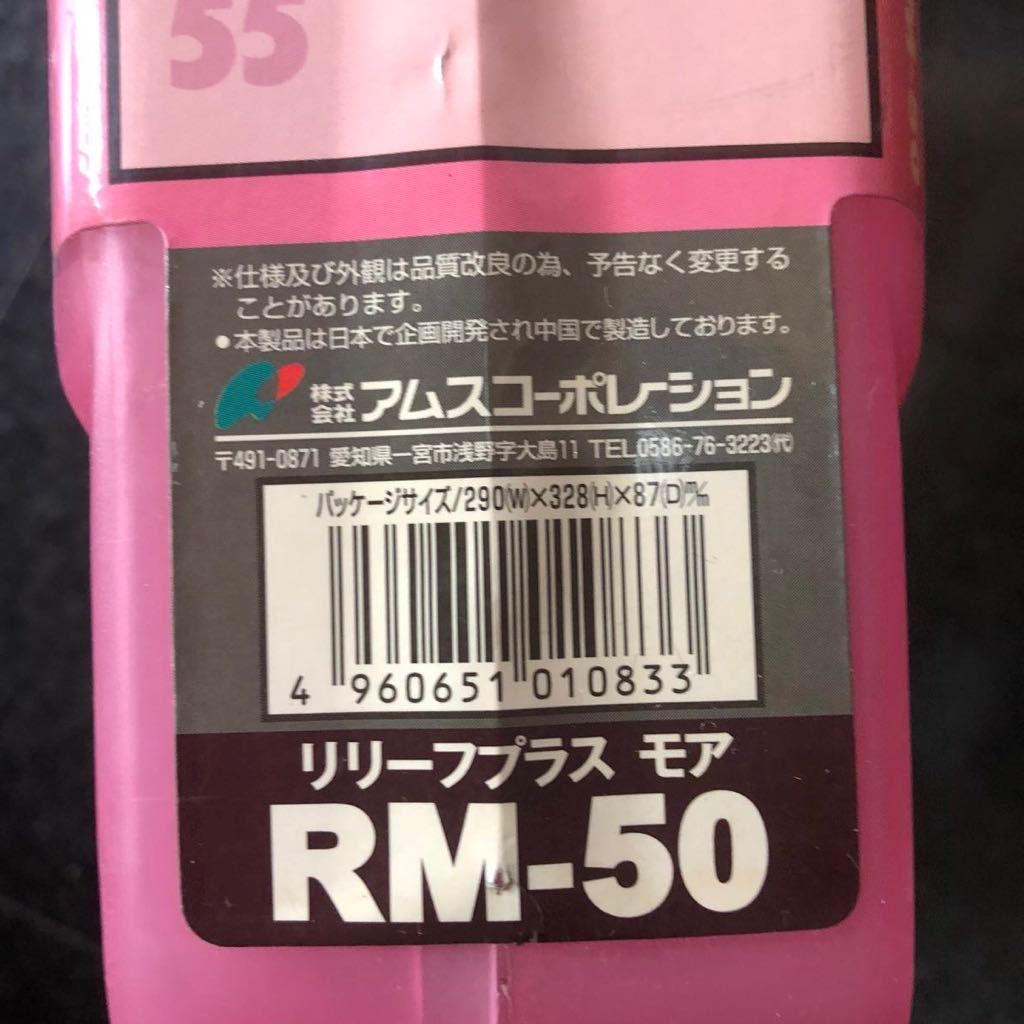 55
※仕様及び外観は品質改良の為、予告なく変更する
ことがあります。
●本製品は日本で企画開発され中国で製造しております。
株式会社 アムスコーポレーション
〒491-0871 愛知県一宮市浅野字大島11 TEL0586-76-3223代
パッケージサイズ/290(W)×328(H)×87(D)㎜
4 960651 010833
リリーフプラス モア
RM-50